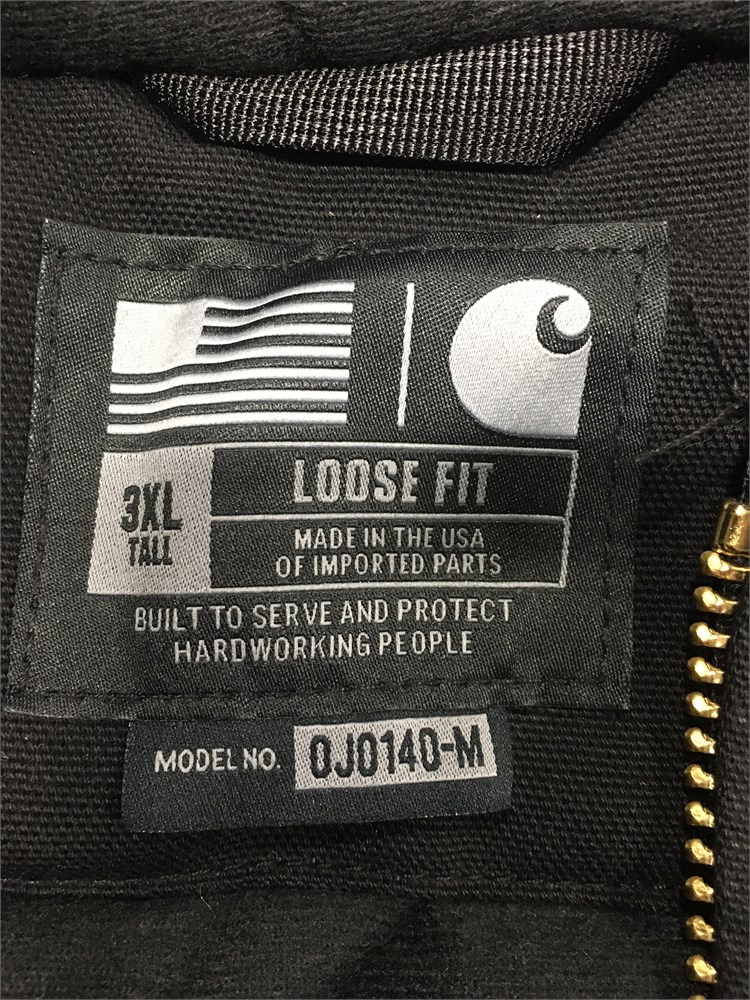 3XL
TALL
LOOSE FIT
MADE IN THE USA
OF IMPORTED PARTS
BUILT TO SERVE AND PROTECT
HARDWORKING PEOPLE
MODEL NO. 0J0140-M